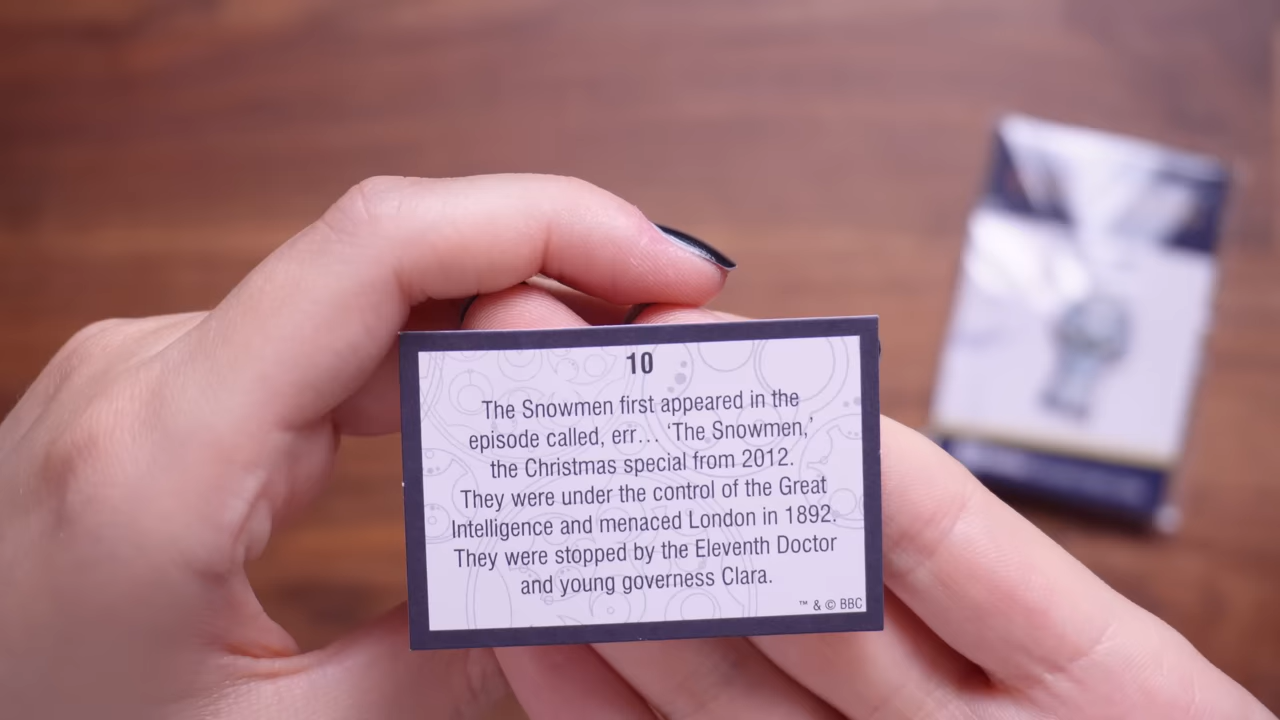 10
The Snowmen first appeared in the
episode called, err… ‘The Snowmen,’
the Christmas special from 2012.
They were under the control of the Great
Intelligence and menaced London in 1892.
They were stopped by the Eleventh Doctor
and young governess Clara.
™ & © BBC